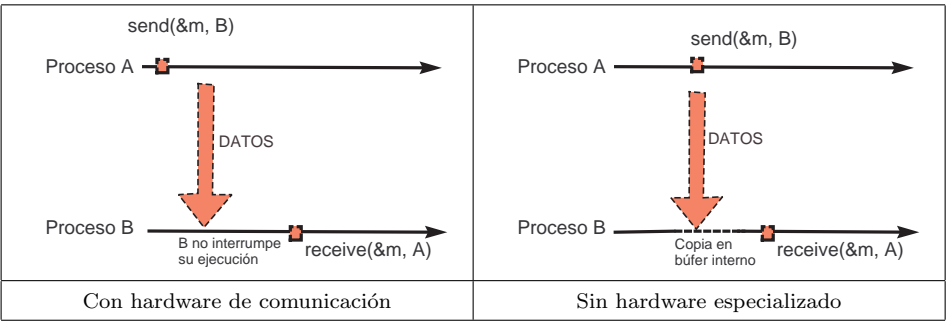 send(&m, B)
Proceso A
DATOS
Proceso B
B no interrumpe
su ejecución
receive(&m, A)
Con hardware de comunicación
send(&m, B)
Proceso A
DATOS
Proceso B
Copia en
búfer interno
receive(&m, A)
Sin hardware especializado